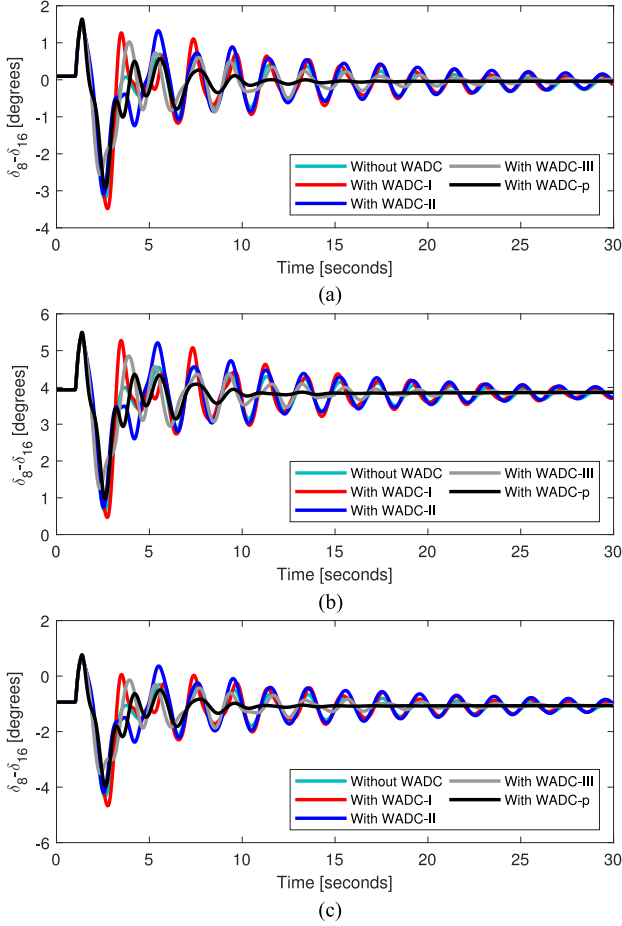 2
1
0
-1
-2
-3
-4
δ8-δ16 [degrees]
Without WADC
With WADC-I
With WADC-II
With WADC-III
With WADC-p
0 5 10 15 20 25 30
Time [seconds]
(a)
6
5
4
3
2
1
0
δ8-δ16 [degrees]
Without WADC
With WADC-I
With WADC-II
With WADC-III
With WADC-p
0 5 10 15 20 25 30
Time [seconds]
(b)
2
0
-2
-4
-6
δ8-δ16 [degrees]
Without WADC
With WADC-I
With WADC-II
With WADC-III
With WADC-p
0 5 10 15 20 25 30
Time [seconds]
(c)